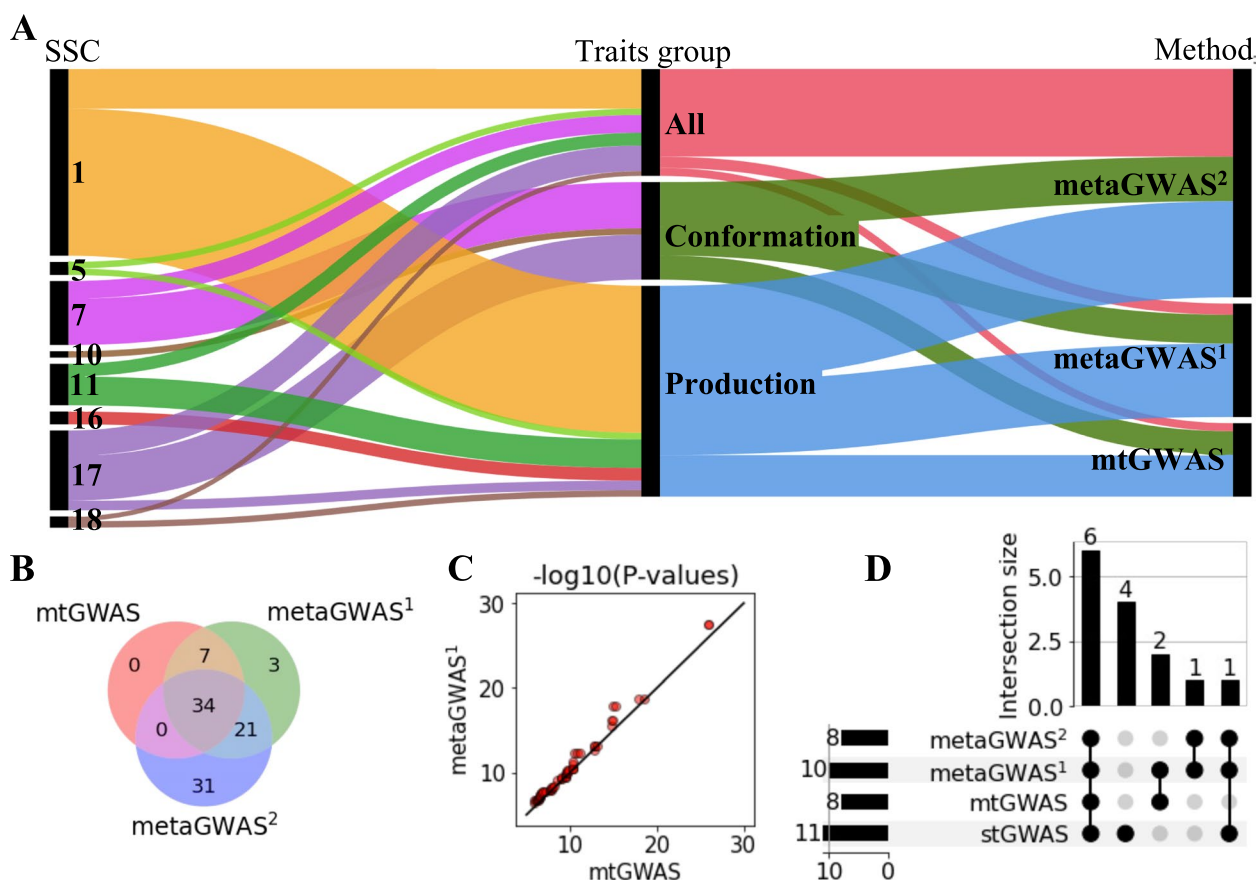 A
SSC
Traits group
Method
1
5
7
10
11
16
17
18
All
Conformation
Production
metaGWAS²
metaGWAS¹
mtGWAS
B
mtGWAS
metaGWAS¹
0
7
3
34
0
21
31
metaGWAS²
C
-log10(P-values)
30
20
10
metaGWAS¹
10
20
30
mtGWAS
D
Intersection size
5.0
2.5
0.0
6
4
2
1
1
8
metaGWAS²
10
metaGWAS¹
8
mtGWAS
11
stGWAS
10
0